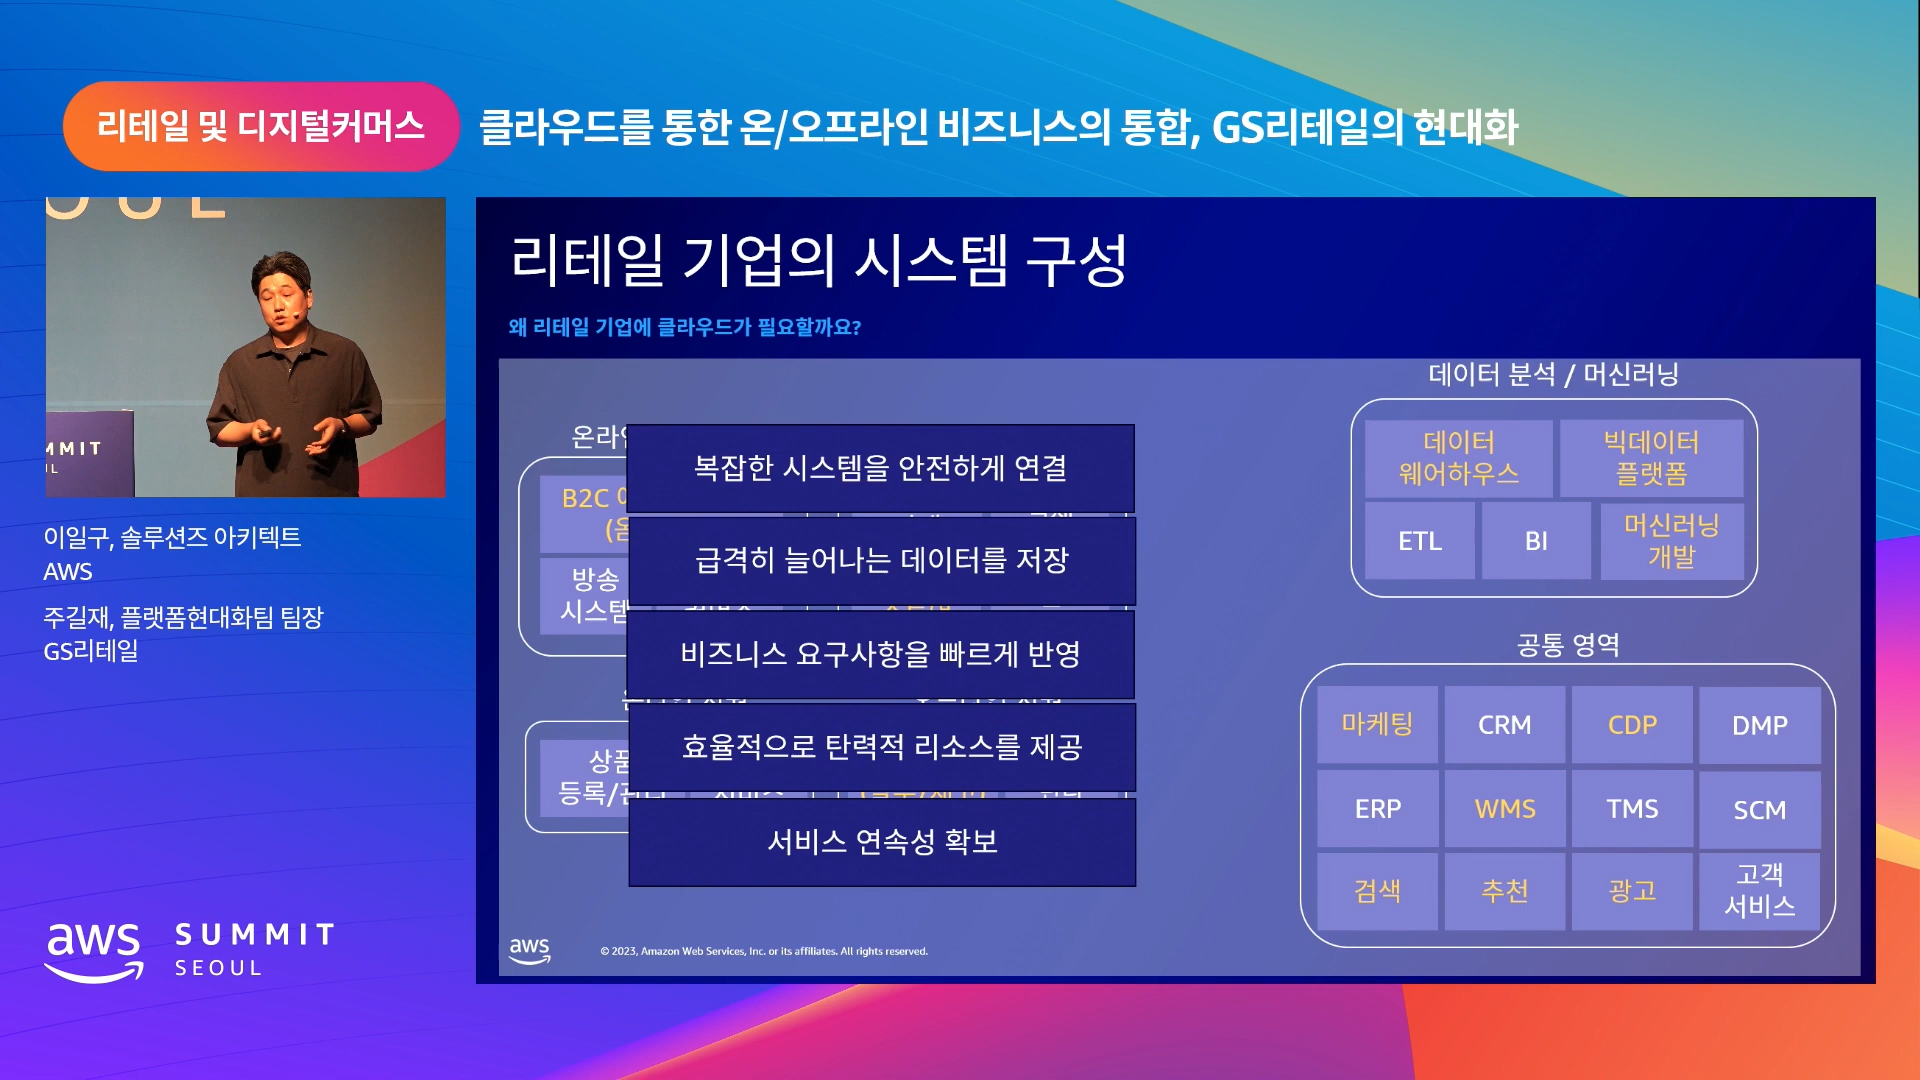 리테일 및 디지털커머스
클라우드를 통한 온/오프라인 비즈니스의 통합, GS리테일의 현대화
MMIT
이일구, 솔루션즈 아키텍트
AWS
주길재, 플랫폼현대화팀 팀장
GS리테일
aws SUMMIT
SEOUL
리테일 기업의 시스템 구성
왜 리테일 기업에 클라우드가 필요할까요?
B2C
방송
복잡한 시스템을 안전하게 연결
급격히 늘어나는 데이터를 저장
비즈니스 요구사항을 빠르게 반영
효율적으로 탄력적 리소스를 제공
서비스 연속성 확보
데이터 분석 / 머신러닝
데이터
웨어하우스
빅데이터
플랫폼
ETL
BI
머신러닝
개발
공통 영역
마케팅
CRM
CDP
DMP
ERP
WMS
TMS
SCM
검색
추천
광고
고객
서비스
aws
© 2023, Amazon Web Services, Inc. or its affiliates. All rights reserved.